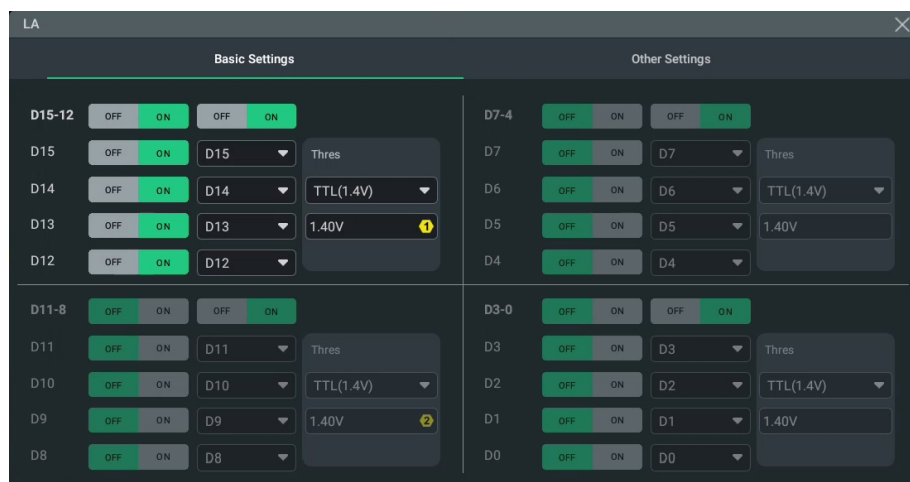 LA
Basic Settings Other Settings
D15-12 OFF ON OFF ON
D15 OFF ON D15 Thres
D14 OFF ON D14 TTL(1.4V)
D13 OFF ON D13 1.40V 1
D12 OFF ON D12
D7-4 OFF ON OFF ON
D7 OFF ON D7 Thres
D6 OFF ON D6 TTL(1.4V)
D5 OFF ON D5 1.40V
D4 OFF ON D4
D11-8 OFF ON OFF ON
D11 OFF ON D11 Thres
D10 OFF ON D10 TTL(1.4V)
D9 OFF ON D9 1.40V 2
D8 OFF ON D8
D3-0 OFF ON OFF ON
D3 OFF ON D3 Thres
D2 OFF ON D2 TTL(1.4V)
D1 OFF ON D1 1.40V
D0 OFF ON D0